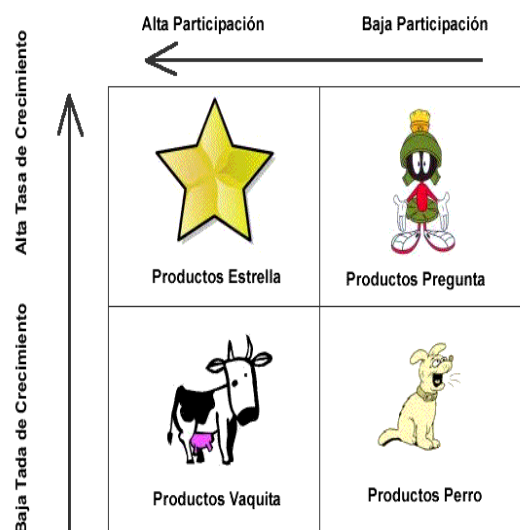 Alta Participación
Baja Participación
Alta Tasa de Crecimiento
Productos Estrella
Productos Pregunta
Baja Tada de Crecimiento
Productos Vaquita
Productos Perro